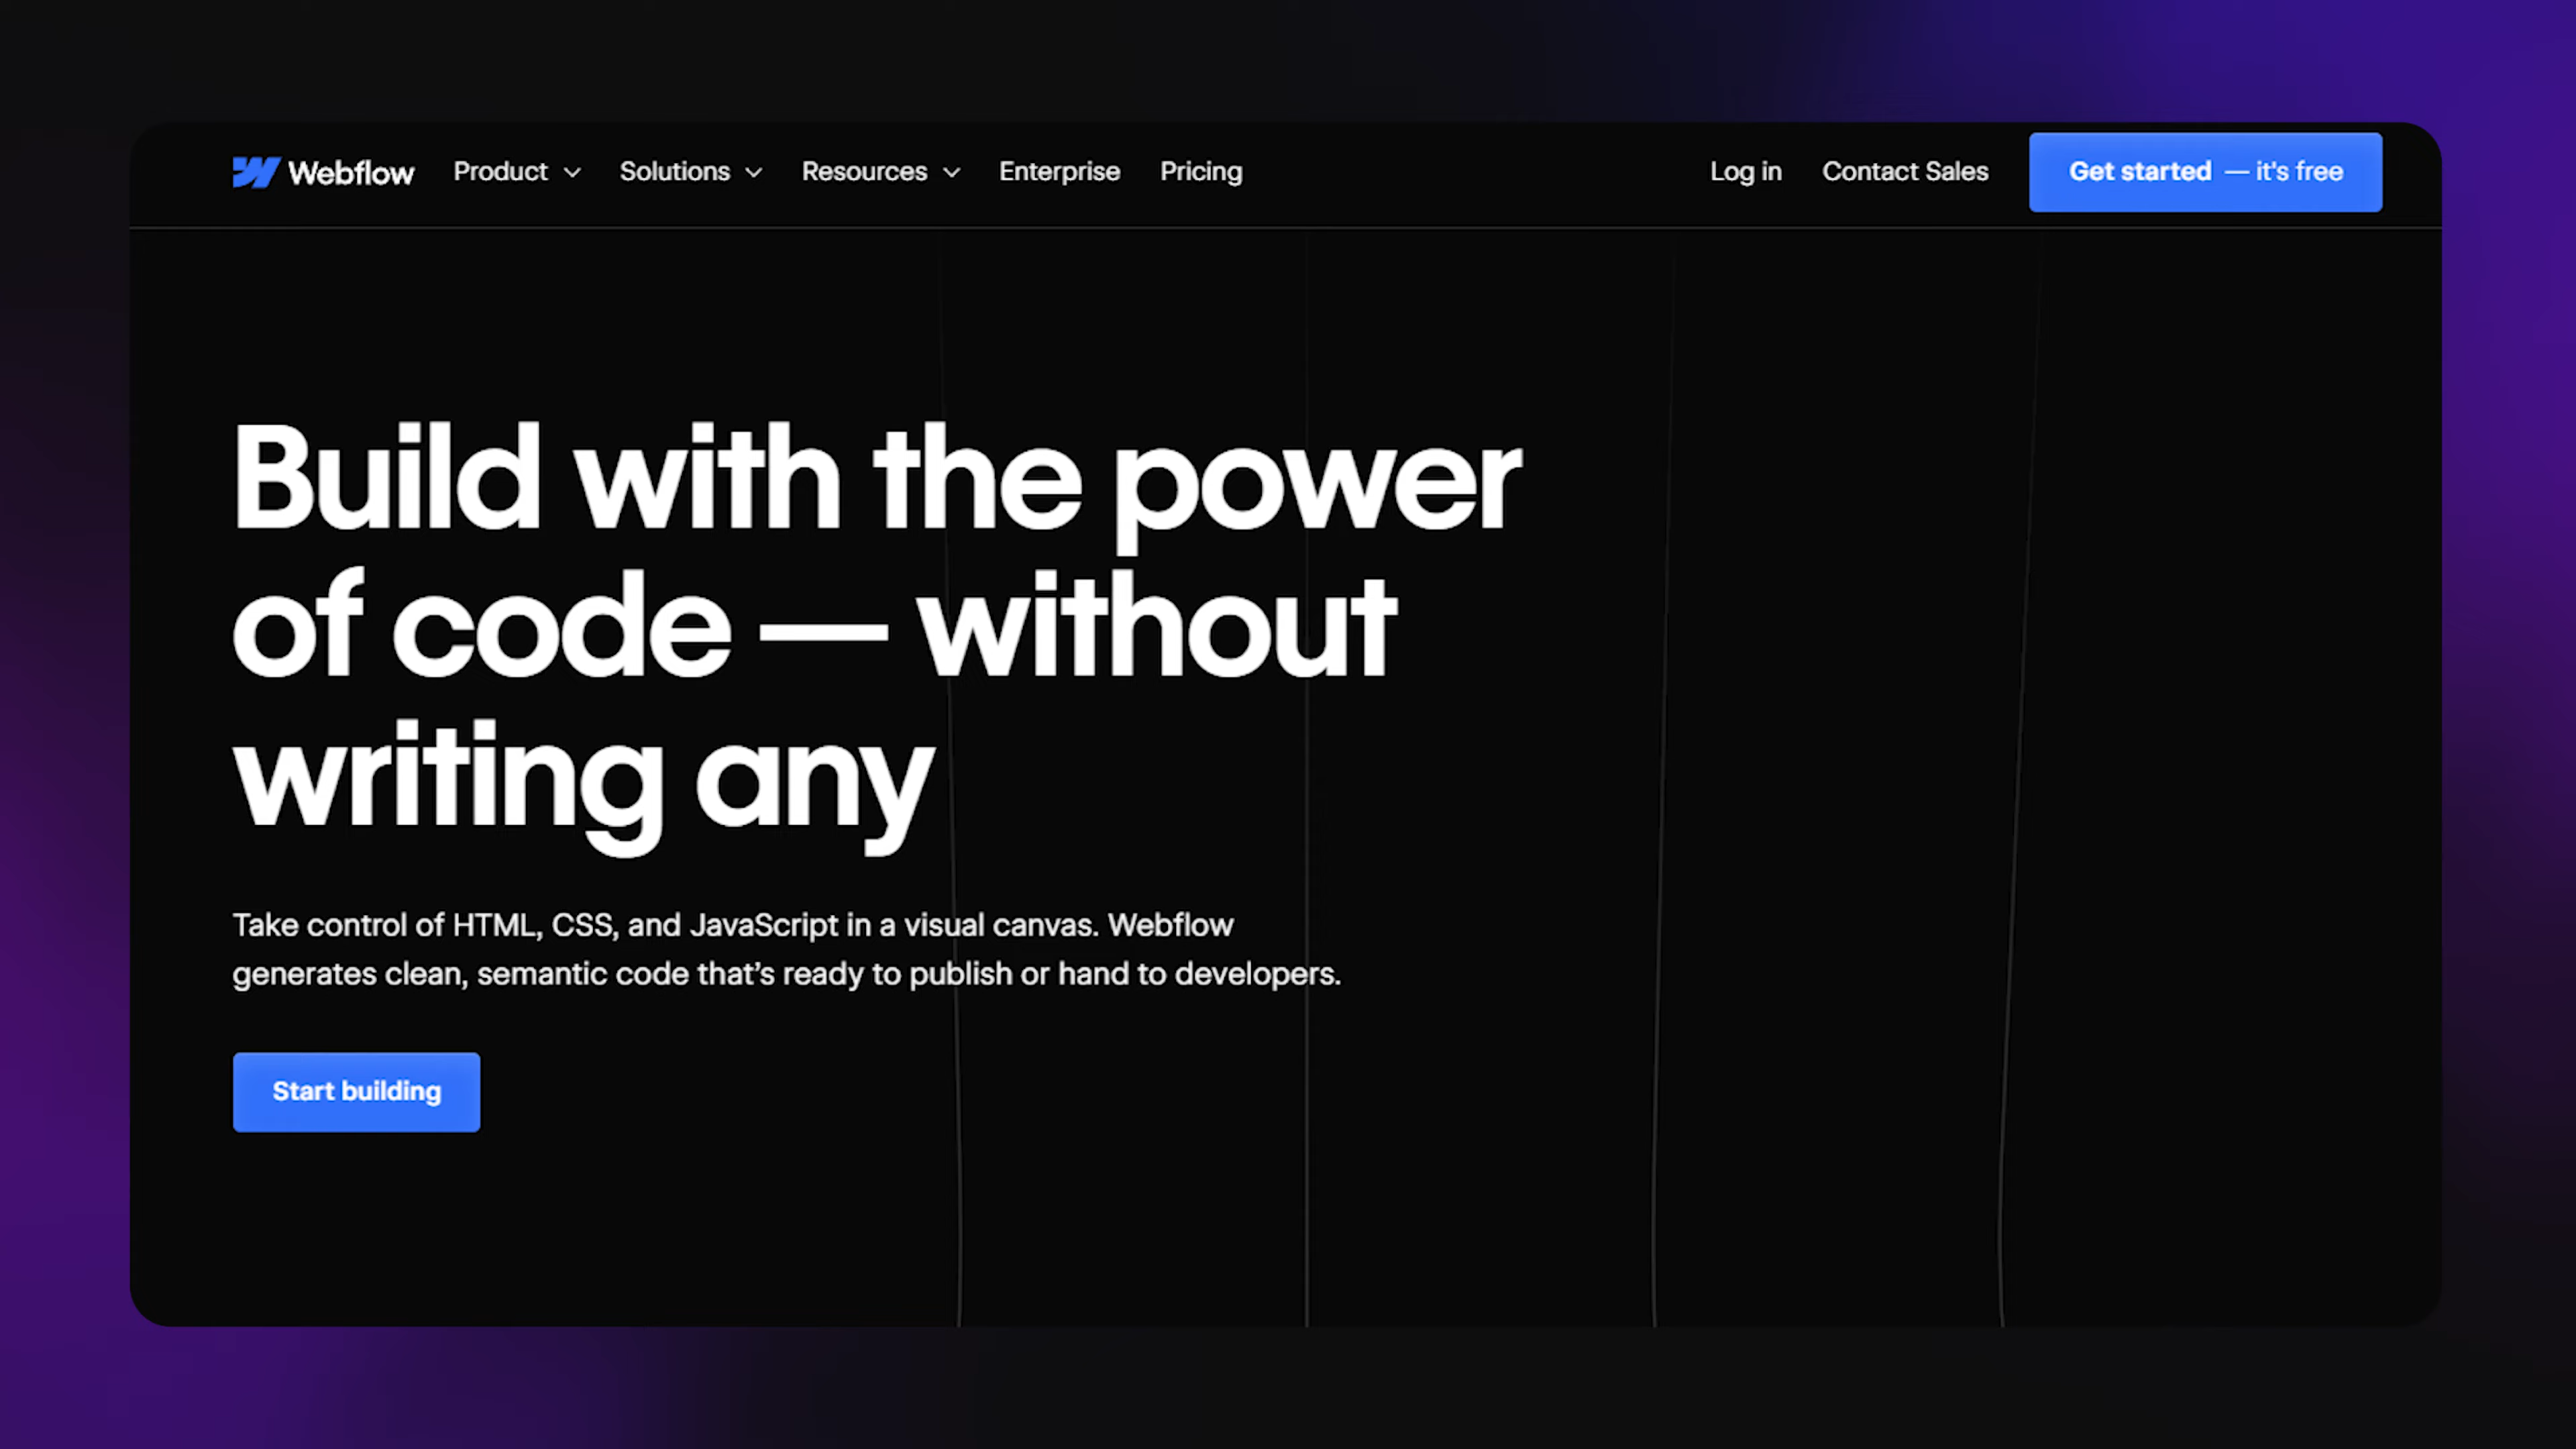 Webflow Product Solutions Resources Enterprise Pricing Log in Contact Sales Get started — it's free
Build with the power
of code — without
writing any
Take control of HTML, CSS, and JavaScript in a visual canvas. Webflow
generates clean, semantic code that’s ready to publish or hand to developers.
Start building